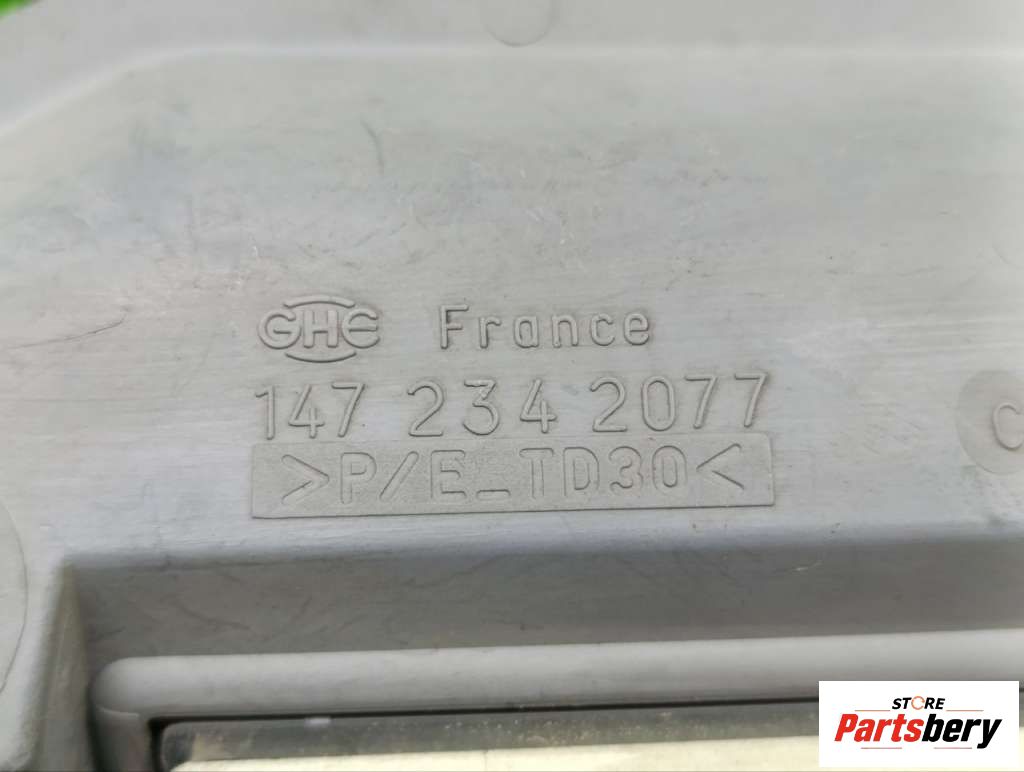 GHE France
147 234 2077
>P/E_TD30<
C
STORE
Partsbery